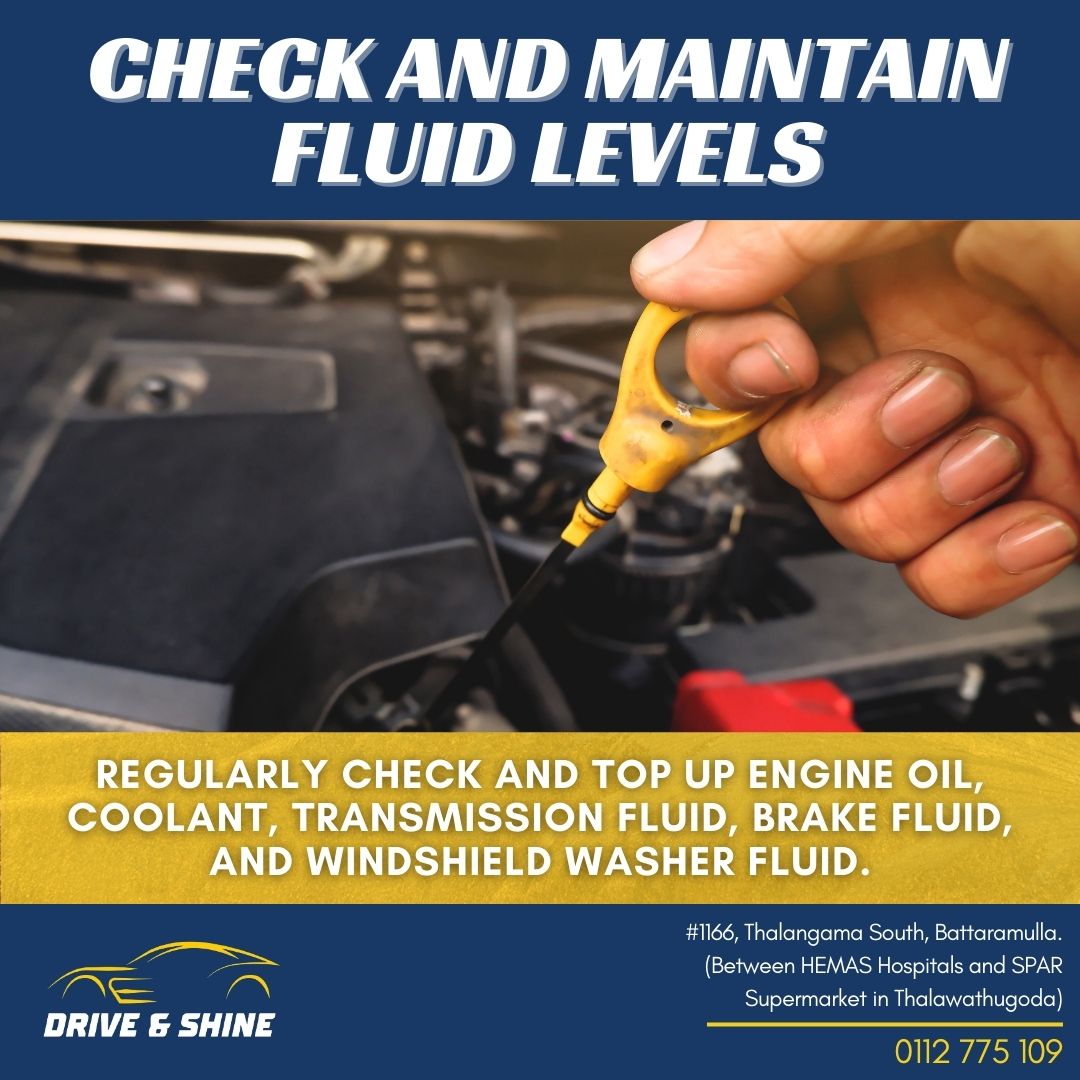 CHECK AND MAINTAIN
FLUID LEVELS
REGULARLY CHECK AND TOP UP ENGINE OIL,
COOLANT, TRANSMISSION FLUID, BRAKE FLUID,
AND WINDSHIELD WASHER FLUID.
DRIVE & SHINE
#1166, Thalangama South, Battaramulla.
(Between HEMAS Hospitals and SPAR
Supermarket in Thalawathugoda)
0112 775 109